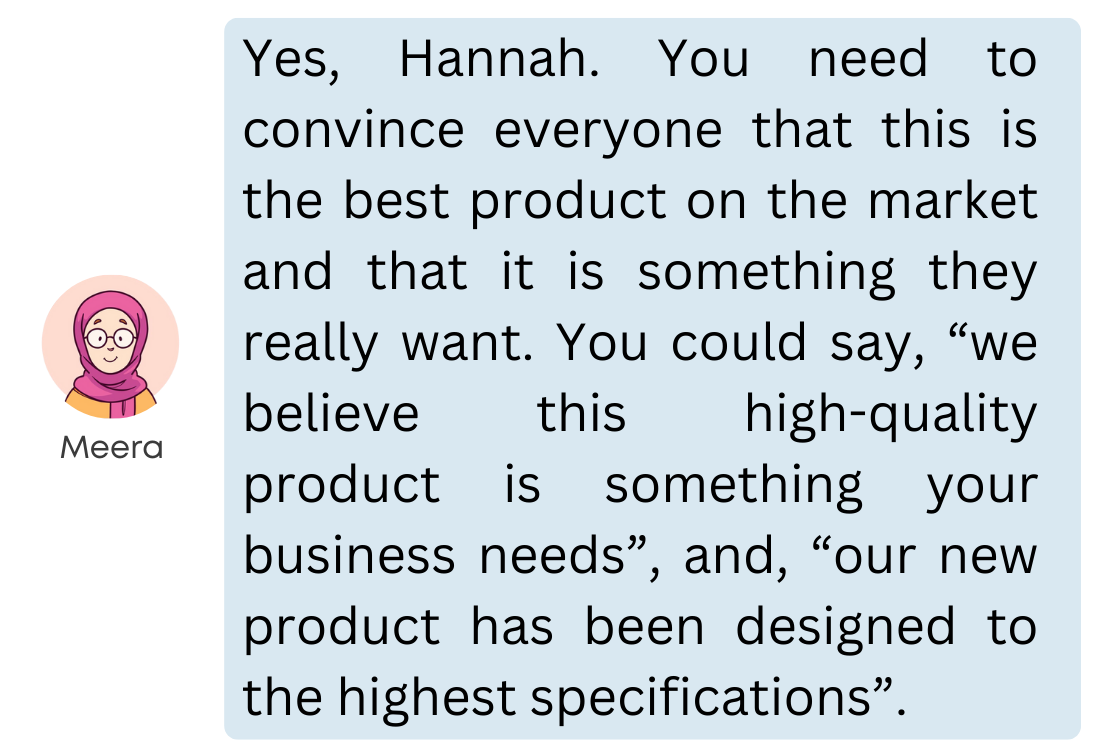 Yes, Hannah. You need to
convince everyone that this is
the best product on the market
and that it is something they
really want. You could say, “we
believe this high-quality
product is something your
business needs”, and, “our new
product has been designed to
the highest specifications”.
Meera